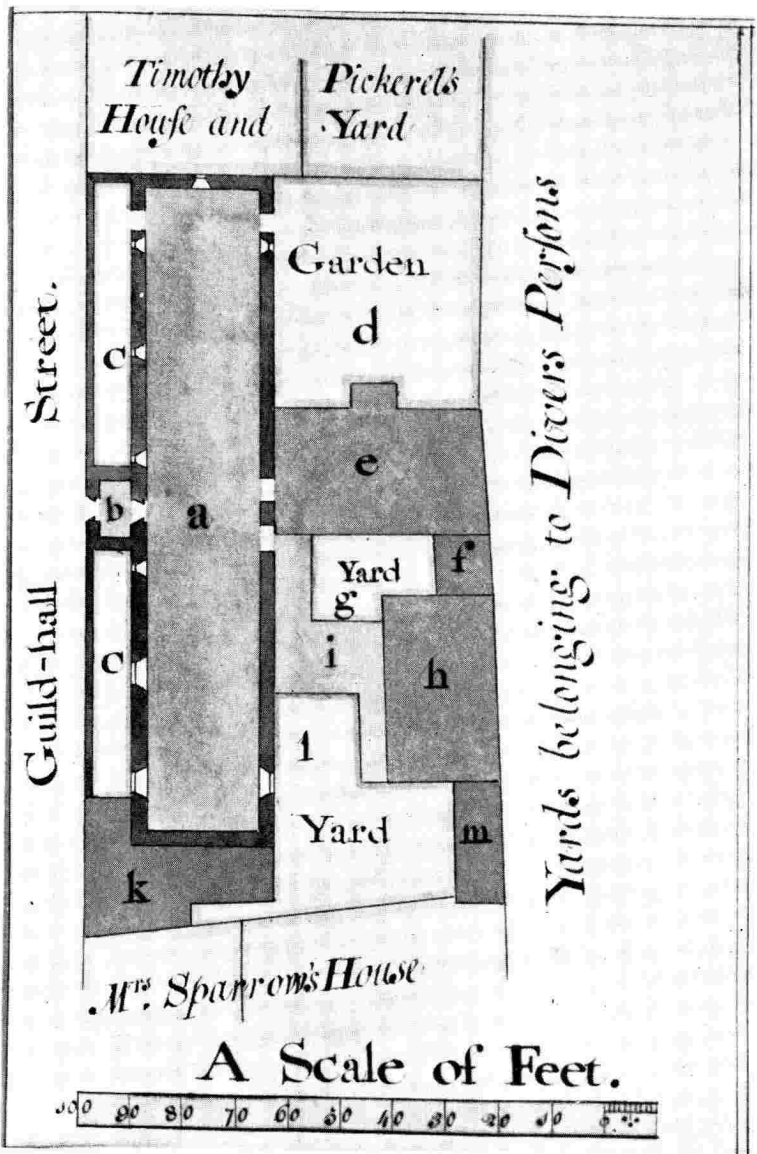 Timothy Pickerel's
Houſe and Yard
Garden
d
Street.
c
e
b
a
f
Yard
g
c
i
h
Guild-hall
l
Yard
m
k
Yards belonging to Divers Perſons
Mrs. Sparrow's House
A Scale of Feet.
100 90 80 70 60 50 40 30 20 10